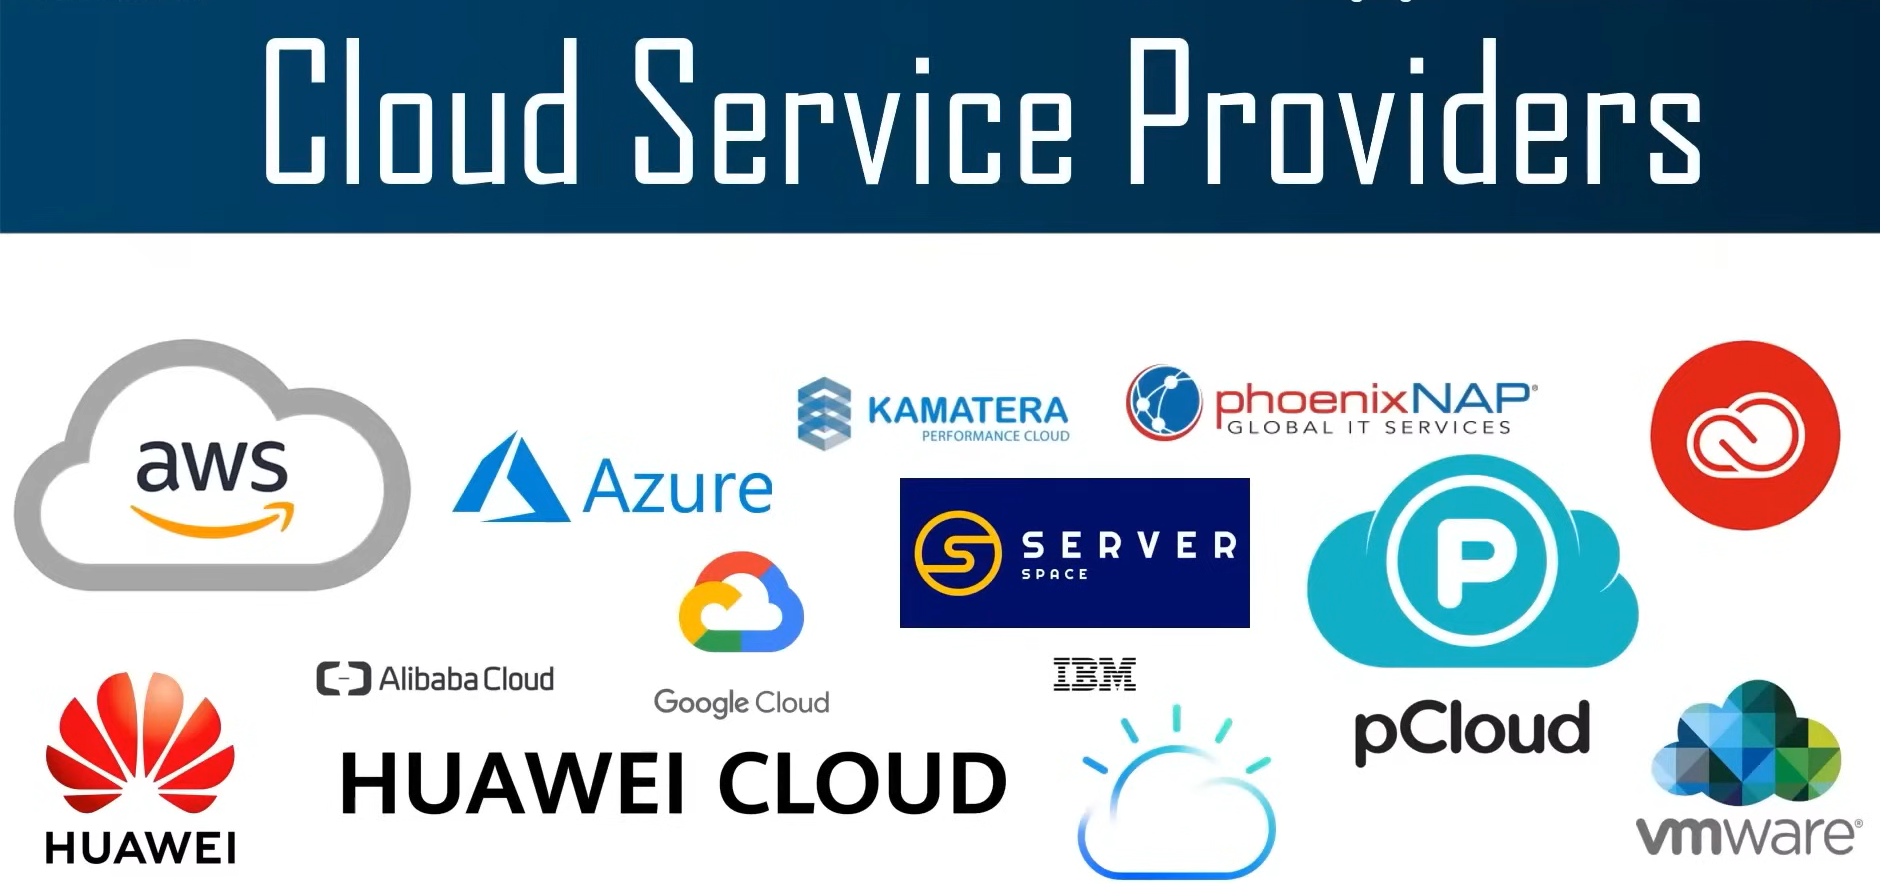 Cloud Service Providers
aws
Azure
KAMATERA
PERFORMANCE CLOUD
phoenixNAP®
GLOBAL IT SERVICES
SERVER
SPACE
P
Alibaba Cloud
Google Cloud
IBM
pCloud
HUAWEI
HUAWEI CLOUD
vmware®